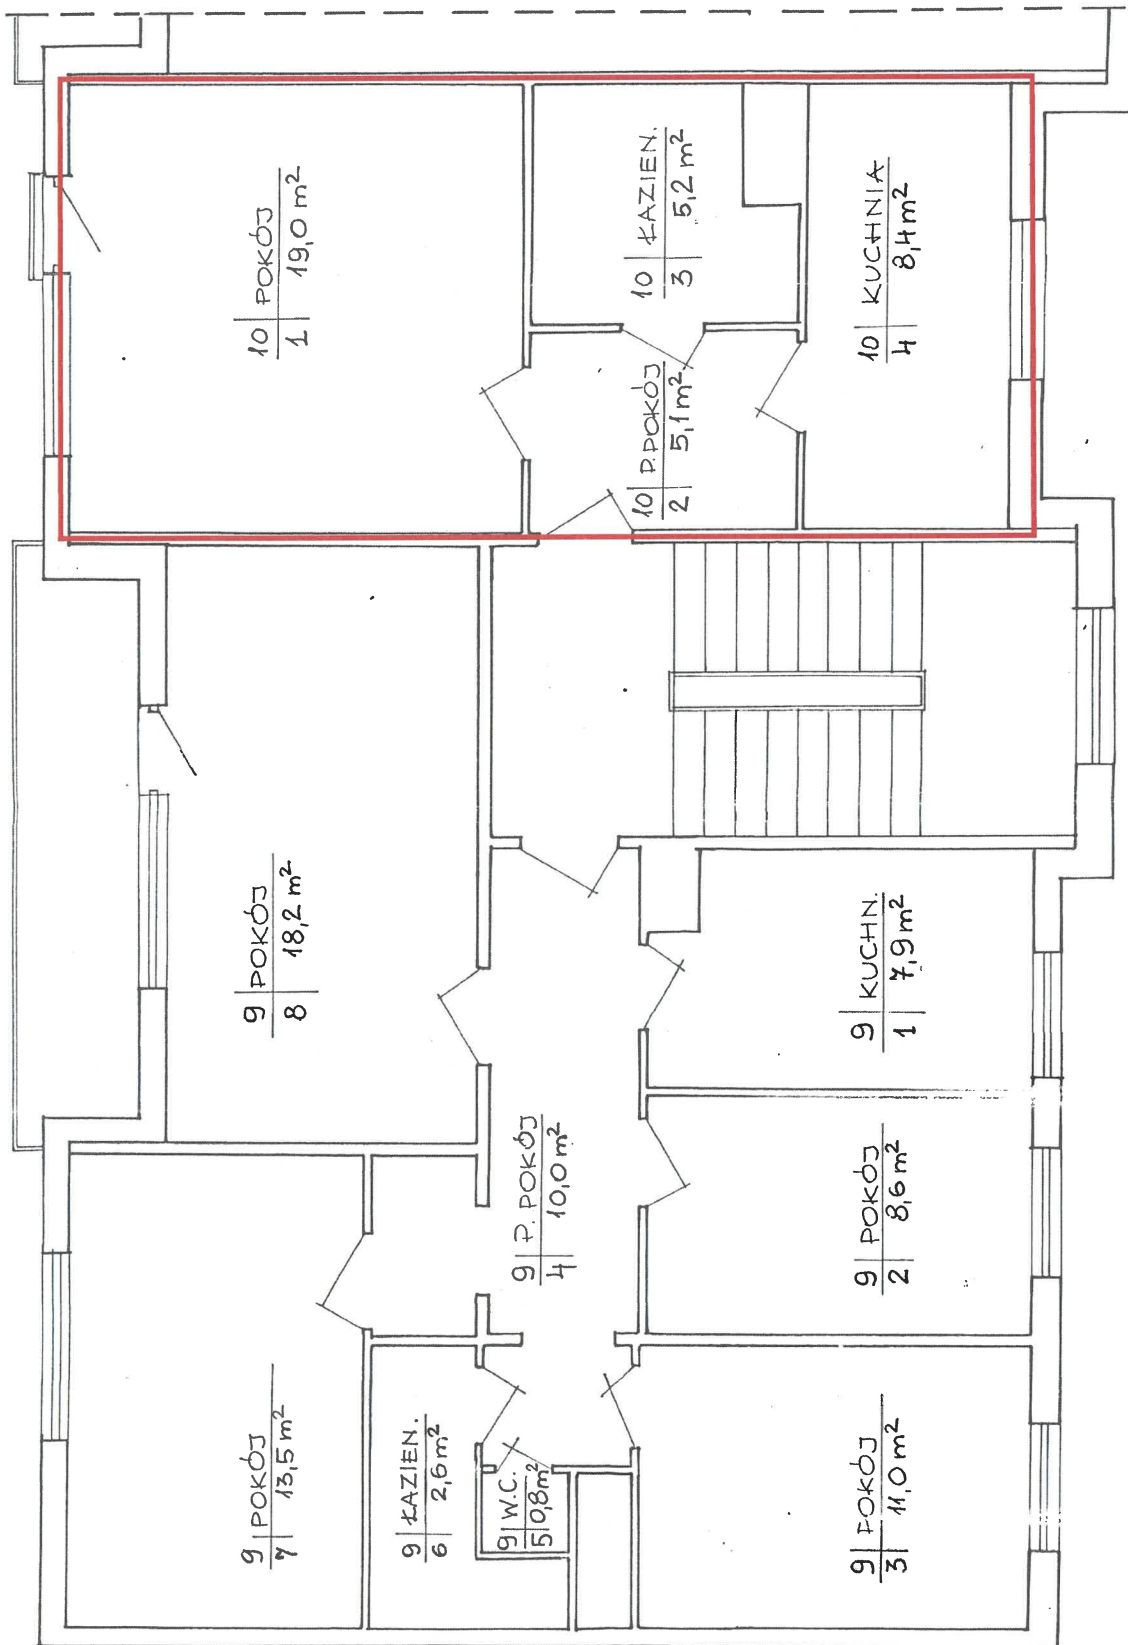 10 POKÓJ
1 19,0 m²
10 ŁAZIEN.
3 5,2 m²
10 P.POKÓJ
2 5,1 m²
10 KUCHNIA
4 8,4 m²
9 POKÓJ
8 18,2 m²
9 KUCHN.
1 7,9 m²
9 P. POKÓJ
4 10,0 m²
9 POKÓJ
2 8,6 m²
9 POKÓJ
7 13,5 m²
9 ŁAZIEN.
6 2,6 m²
9 W.C.
5 0,8 m²
9 POKÓJ
3 11,0 m²